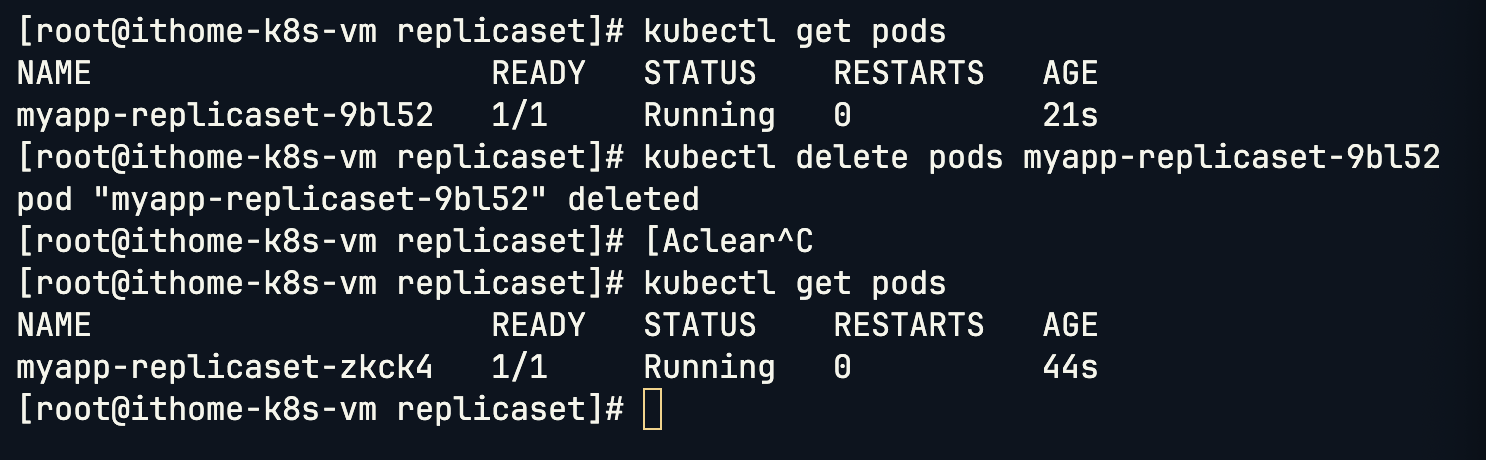 [root@ithome-k8s-vm replicaset]# kubectl get pods
NAME                     READY   STATUS    RESTARTS   AGE
myapp-replicaset-9bl52   1/1     Running   0          21s
[root@ithome-k8s-vm replicaset]# kubectl delete pods myapp-replicaset-9bl52
pod "myapp-replicaset-9bl52" deleted
[root@ithome-k8s-vm replicaset]# [Aclear^C
[root@ithome-k8s-vm replicaset]# kubectl get pods
NAME                     READY   STATUS    RESTARTS   AGE
myapp-replicaset-zkck4   1/1     Running   0          44s
[root@ithome-k8s-vm replicaset]#